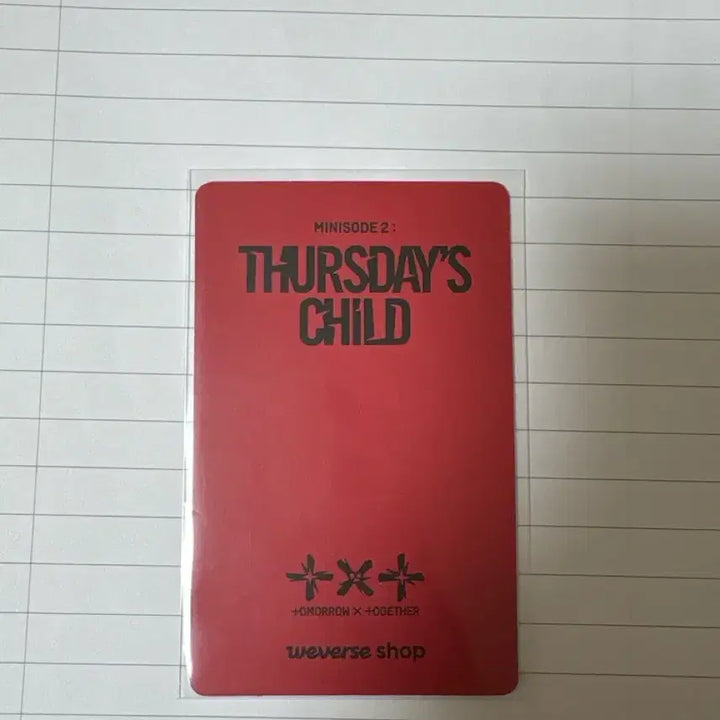 MINISODE 2 :
THURSDAY'S
CHILD
TOMORROW X TOGETHER
weverse shop